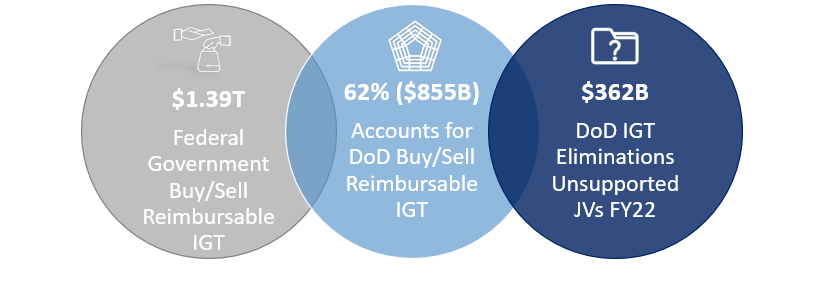 $1.39T
Federal
Government
Buy/Sell
Reimbursable
IGT
62% ($855B)
Accounts for
DoD Buy/Sell
Reimbursable
IGT
?
$362B
DoD IGT
Eliminations
Unsupported
JVs FY22